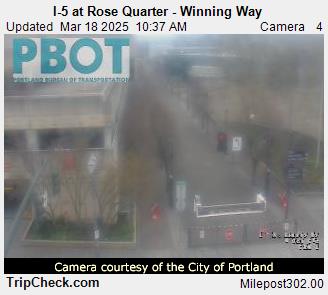 I-5 at Rose Quarter - Winning Way
Updated Mar 18 2025 10:37 AM Camera 4
PBOT
PORTLAND BUREAU OF TRANSPORTATION
Camera courtesy of the City of Portland
TripCheck.com Milepost302.00